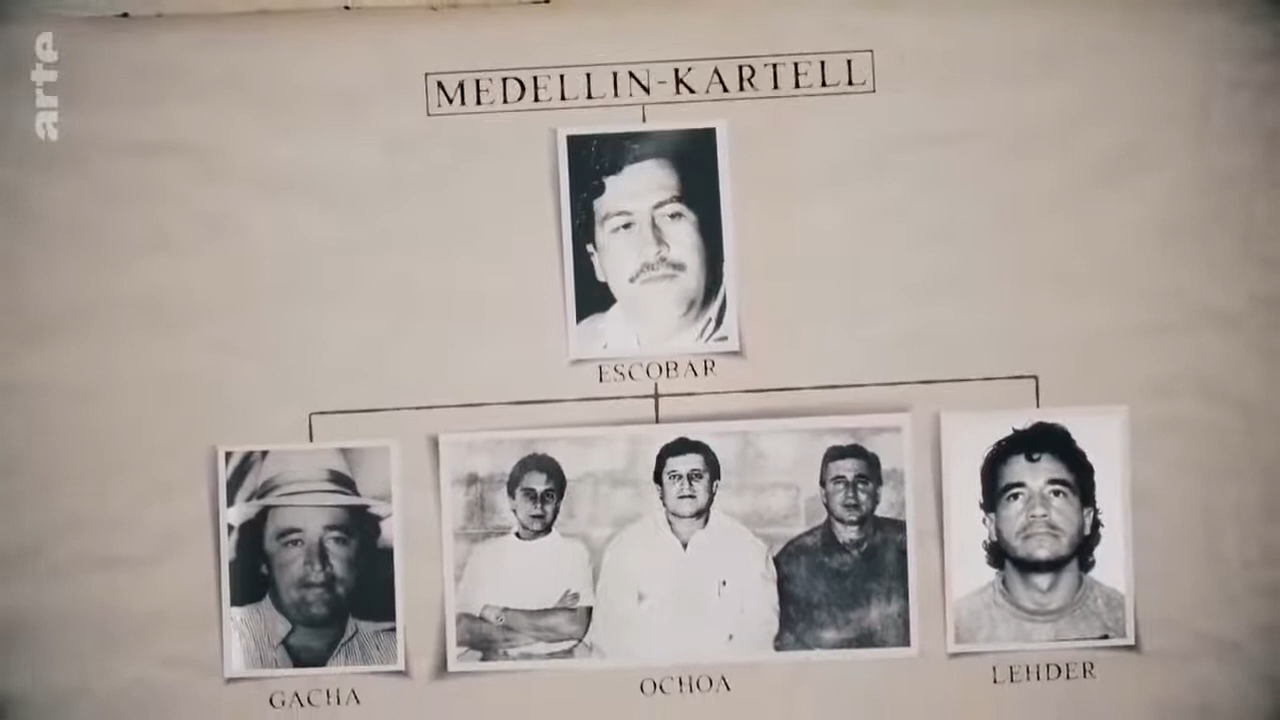 arte
MEDELLIN-KARTELL
ESCOBAR
GACHA
OCHOA
LEHDER